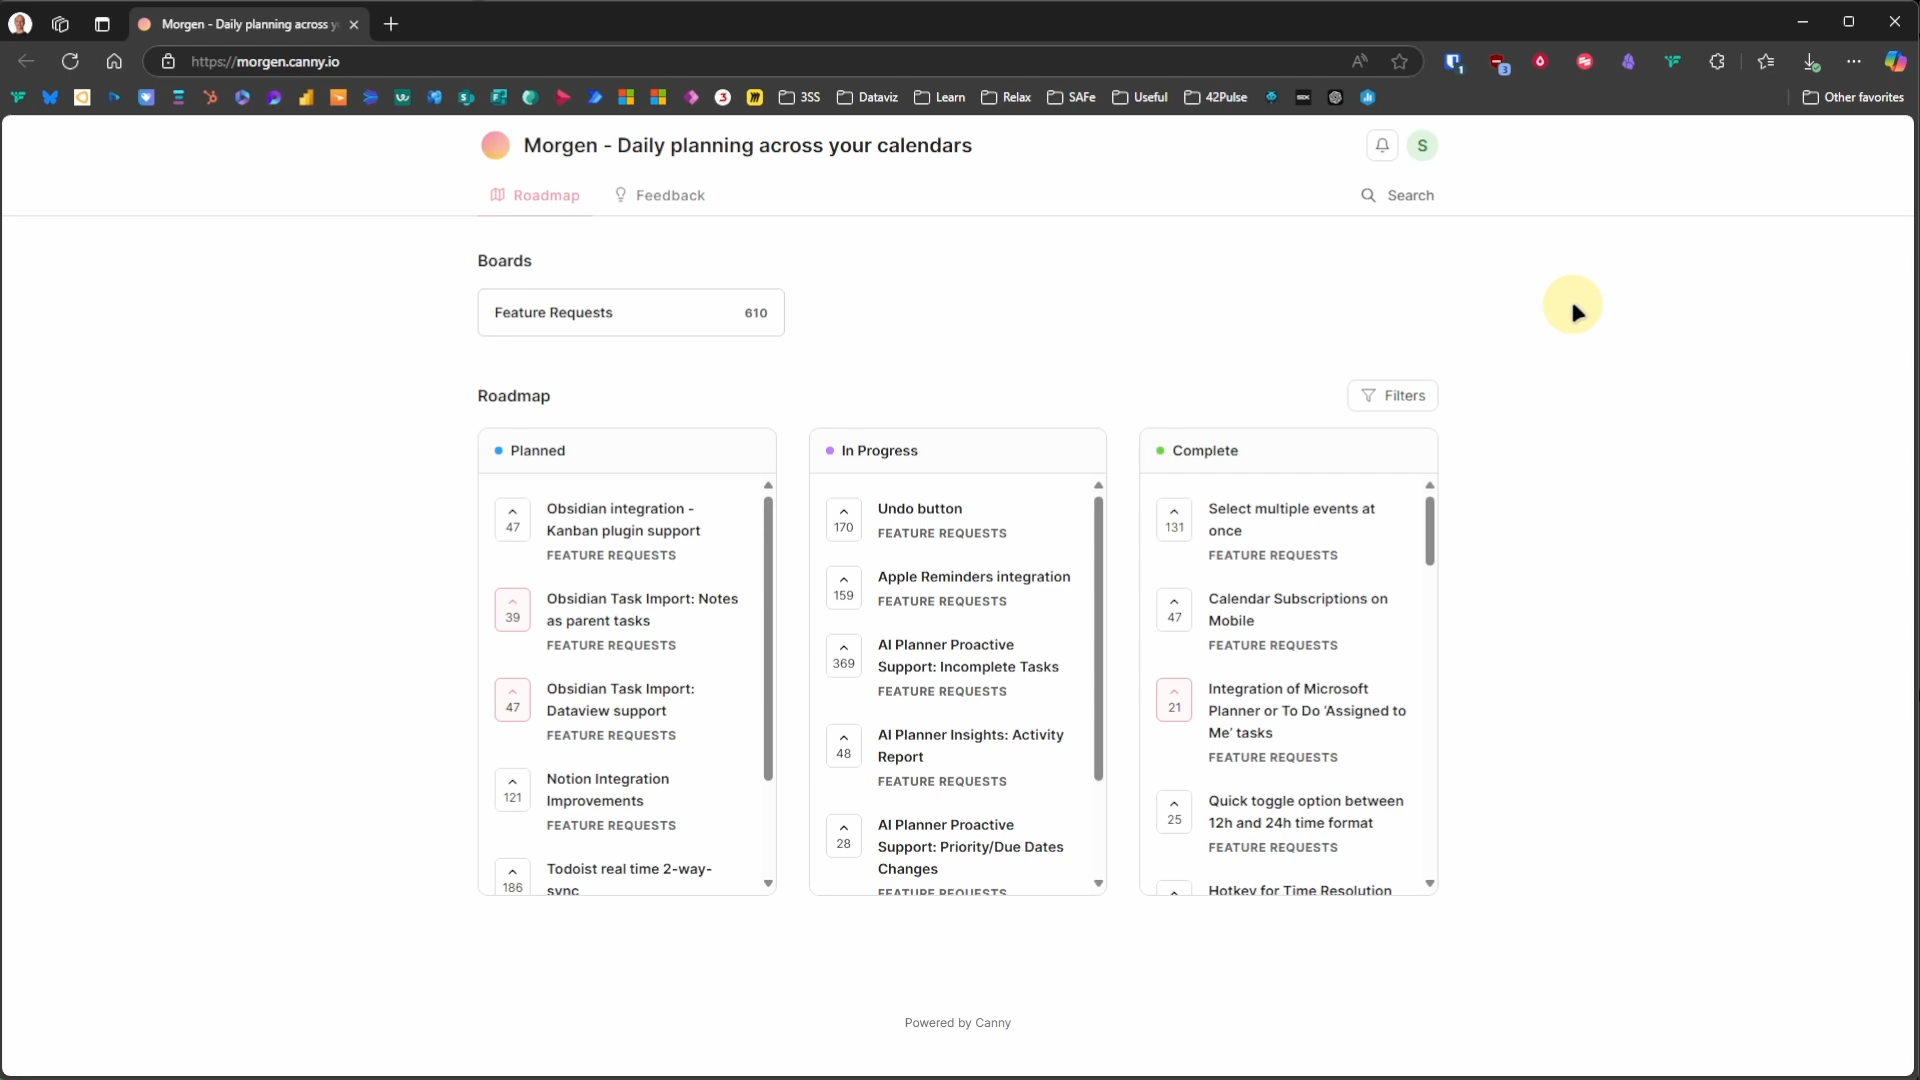 Morgen - Daily planning across y
https://morgen.canny.io
1
3
3
3SS
Dataviz
Learn
Relax
SAFe
Useful
42Pulse
Other favorites
Morgen - Daily planning across your calendars
S
Roadmap
Feedback
Search
Boards
Feature Requests
610
Roadmap
Filters
Planned
47
Obsidian integration -
Kanban plugin support
FEATURE REQUESTS
39
Obsidian Task Import: Notes
as parent tasks
FEATURE REQUESTS
47
Obsidian Task Import:
Dataview support
FEATURE REQUESTS
121
Notion Integration
Improvements
FEATURE REQUESTS
186
Todoist real time 2-way-
sync
In Progress
170
Undo button
FEATURE REQUESTS
159
Apple Reminders integration
FEATURE REQUESTS
369
AI Planner Proactive
Support: Incomplete Tasks
FEATURE REQUESTS
48
AI Planner Insights: Activity
Report
FEATURE REQUESTS
28
AI Planner Proactive
Support: Priority/Due Dates
Changes
FEATURE REQUESTS
Complete
131
Select multiple events at
once
FEATURE REQUESTS
47
Calendar Subscriptions on
Mobile
FEATURE REQUESTS
21
Integration of Microsoft
Planner or To Do ‘Assigned to
Me’ tasks
FEATURE REQUESTS
25
Quick toggle option between
12h and 24h time format
FEATURE REQUESTS
Hotkey for Time Resolution
Powered by Canny